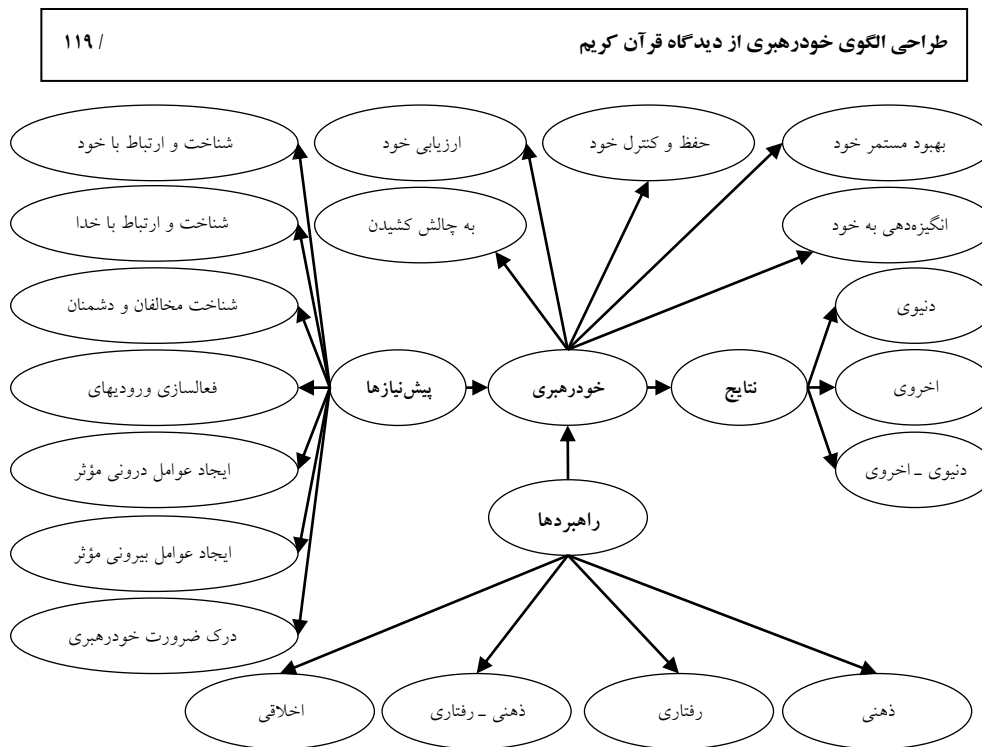 طراحی الگوی خودرهبری از دیدگاه قرآن کریم / ۱۱۹
بهبود مستمر خود
حفظ و کنترل خود
ارزیابی خود
شناخت و ارتباط با خود
انگیزه‌دهی به خود
به چالش کشیدن
شناخت و ارتباط با خدا
دنیوی
شناخت مخالفان و دشمنان
اخروی
نتایج
خودرهبری
پیش‌نیازها
فعالسازی ورودیهای
دنیوی ـ اخروی
ایجاد عوامل درونی مؤثر
راهبردها
ایجاد عوامل بیرونی مؤثر
درک ضرورت خودرهبری
ذهنی
رفتاری
ذهنی ـ رفتاری
اخلاقی